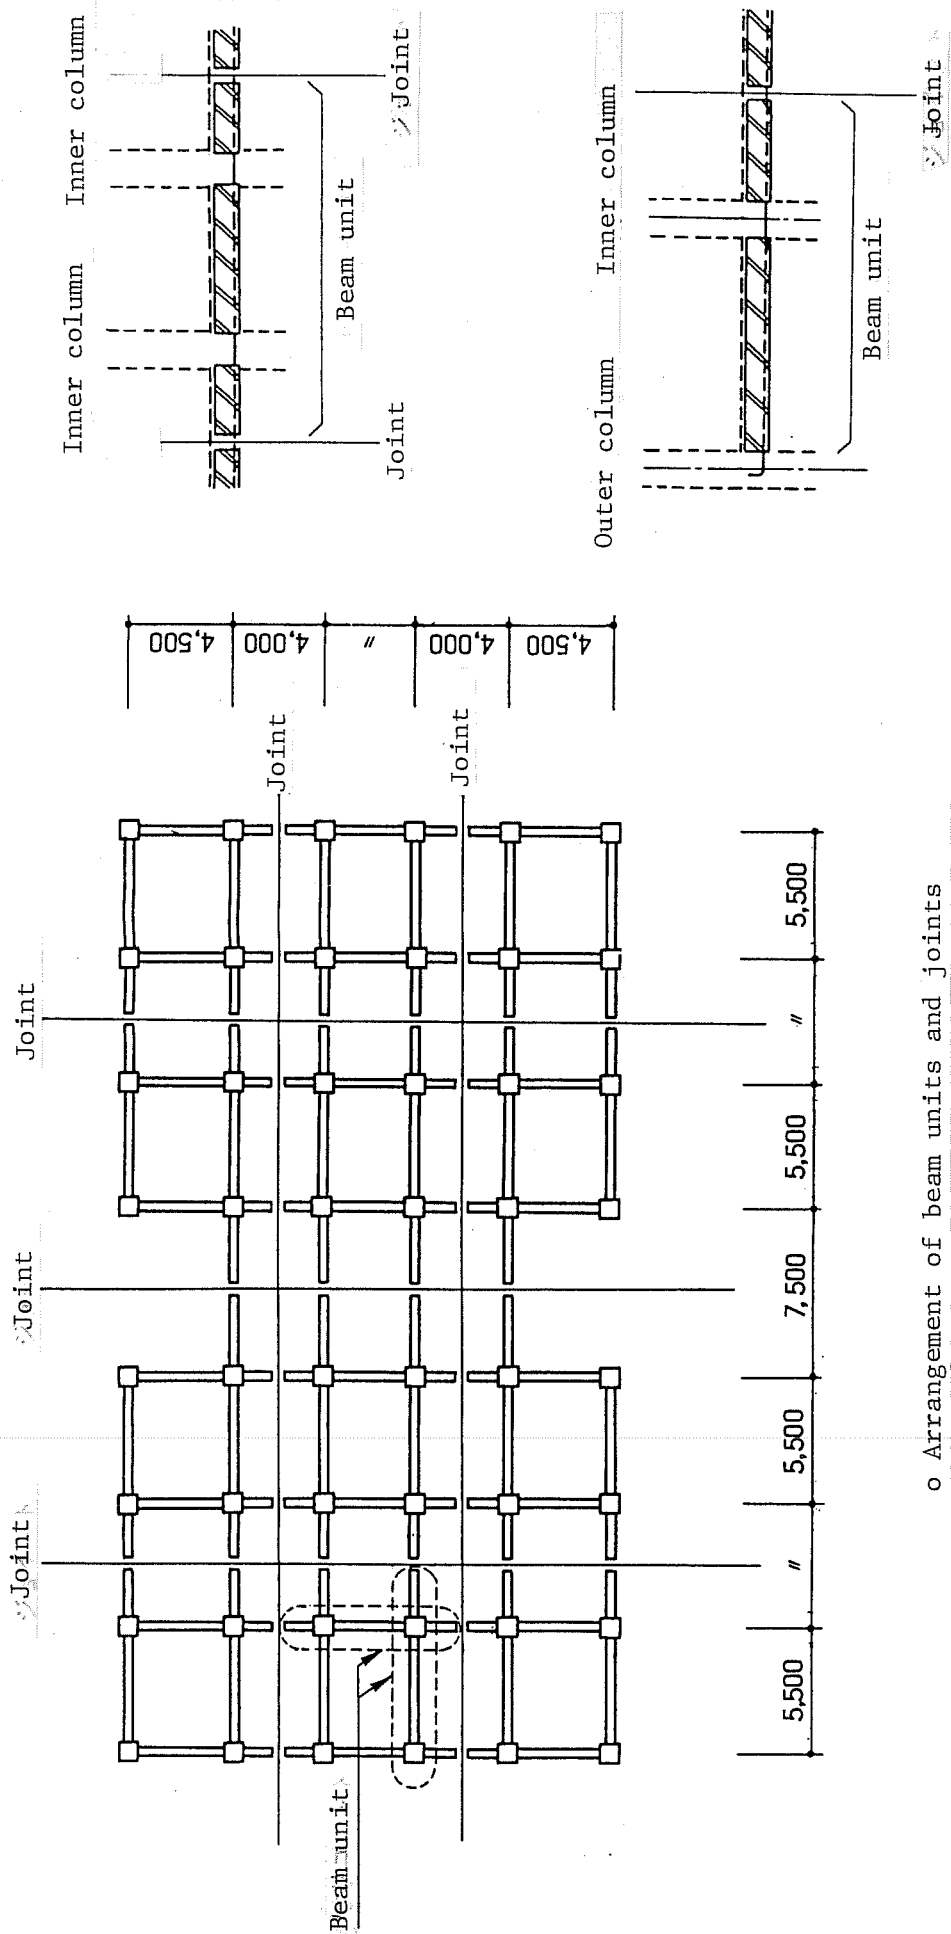 Joint
Joint
Joint
Joint
Joint
Beam unit
4,500
4,000
〃
4,000
4,500
5,500
〃
5,500
7,500
5,500
〃
5,500
Inner column
Inner column
Joint
Joint
Beam unit
Outer column
Inner column
Beam unit
Joint
o Arrangement of beam units and joints